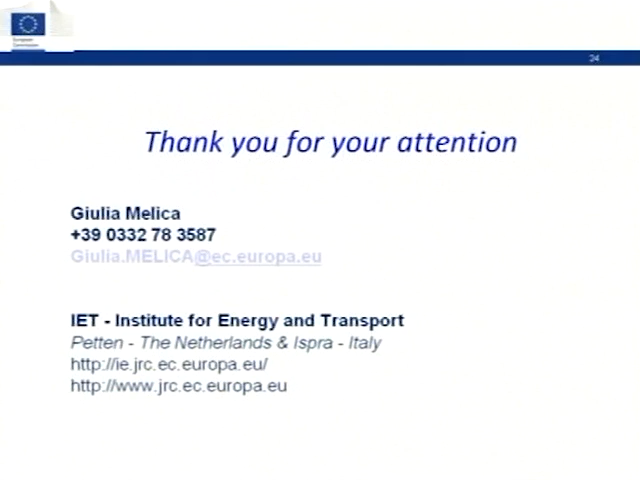 European
Commission
24
Thank you for your attention
Giulia Melica
+39 0332 78 3587
Giulia.MELICA@ec.europa.eu
IET - Institute for Energy and Transport
Petten - The Netherlands & Ispra - Italy
http://ie.jrc.ec.europa.eu/
http://www.jrc.ec.europa.eu